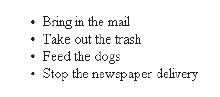 • Bring in the mail
• Take out the trash
• Feed the dogs
• Stop the newspaper delivery